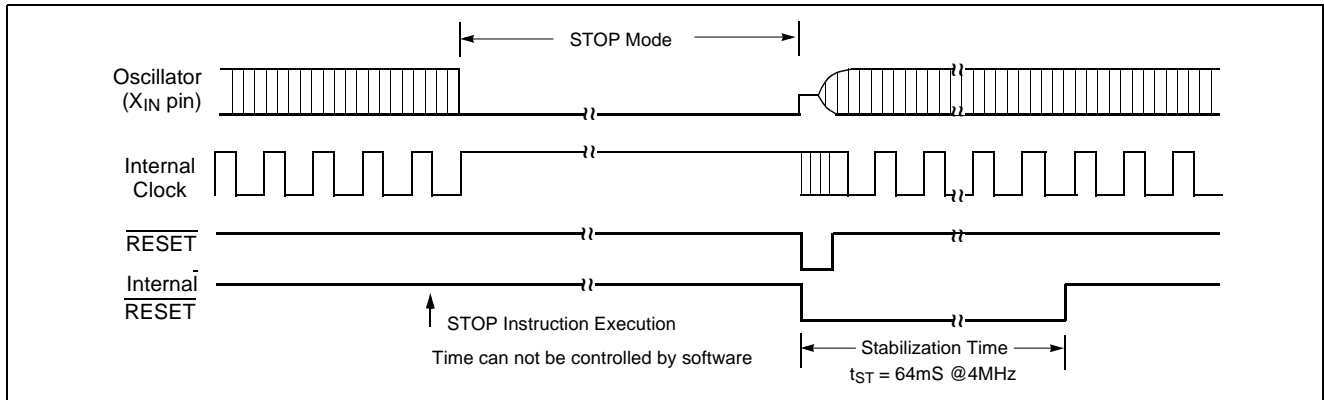 STOP Mode
Oscillator
(XIN pin)
Internal
Clock
RESET
Internal
RESET
STOP Instruction Execution
Time can not be controlled by software
Stabilization Time
tST = 64mS @4MHz